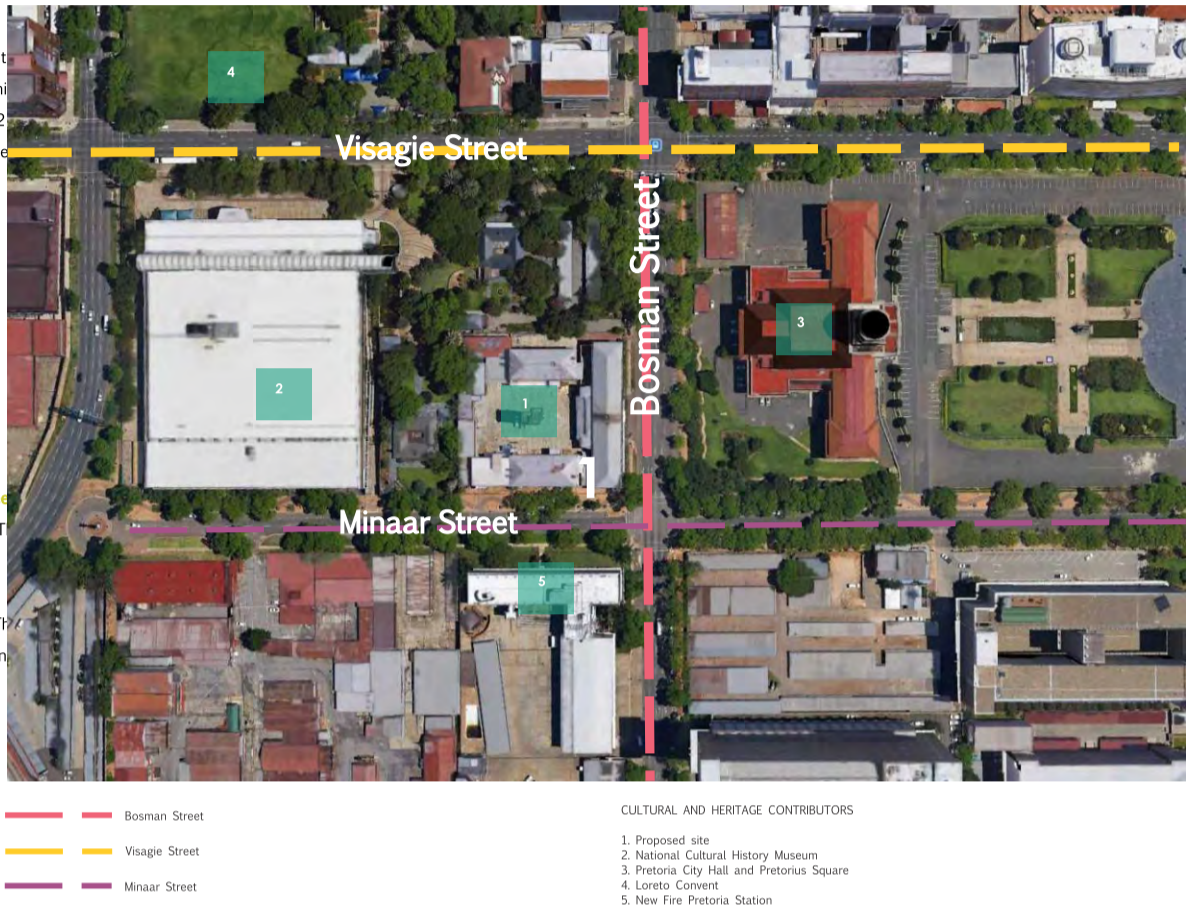 4
Visagie Street
Bosman Street
3
2
1
1
Minaar Street
5
Bosman Street
Visagie Street
Minaar Street
CULTURAL AND HERITAGE CONTRIBUTORS
1. Proposed site
2. National Cultural History Museum
3. Pretoria City Hall and Pretorius Square
4. Loreto Convent
5. New Fire Pretoria Station